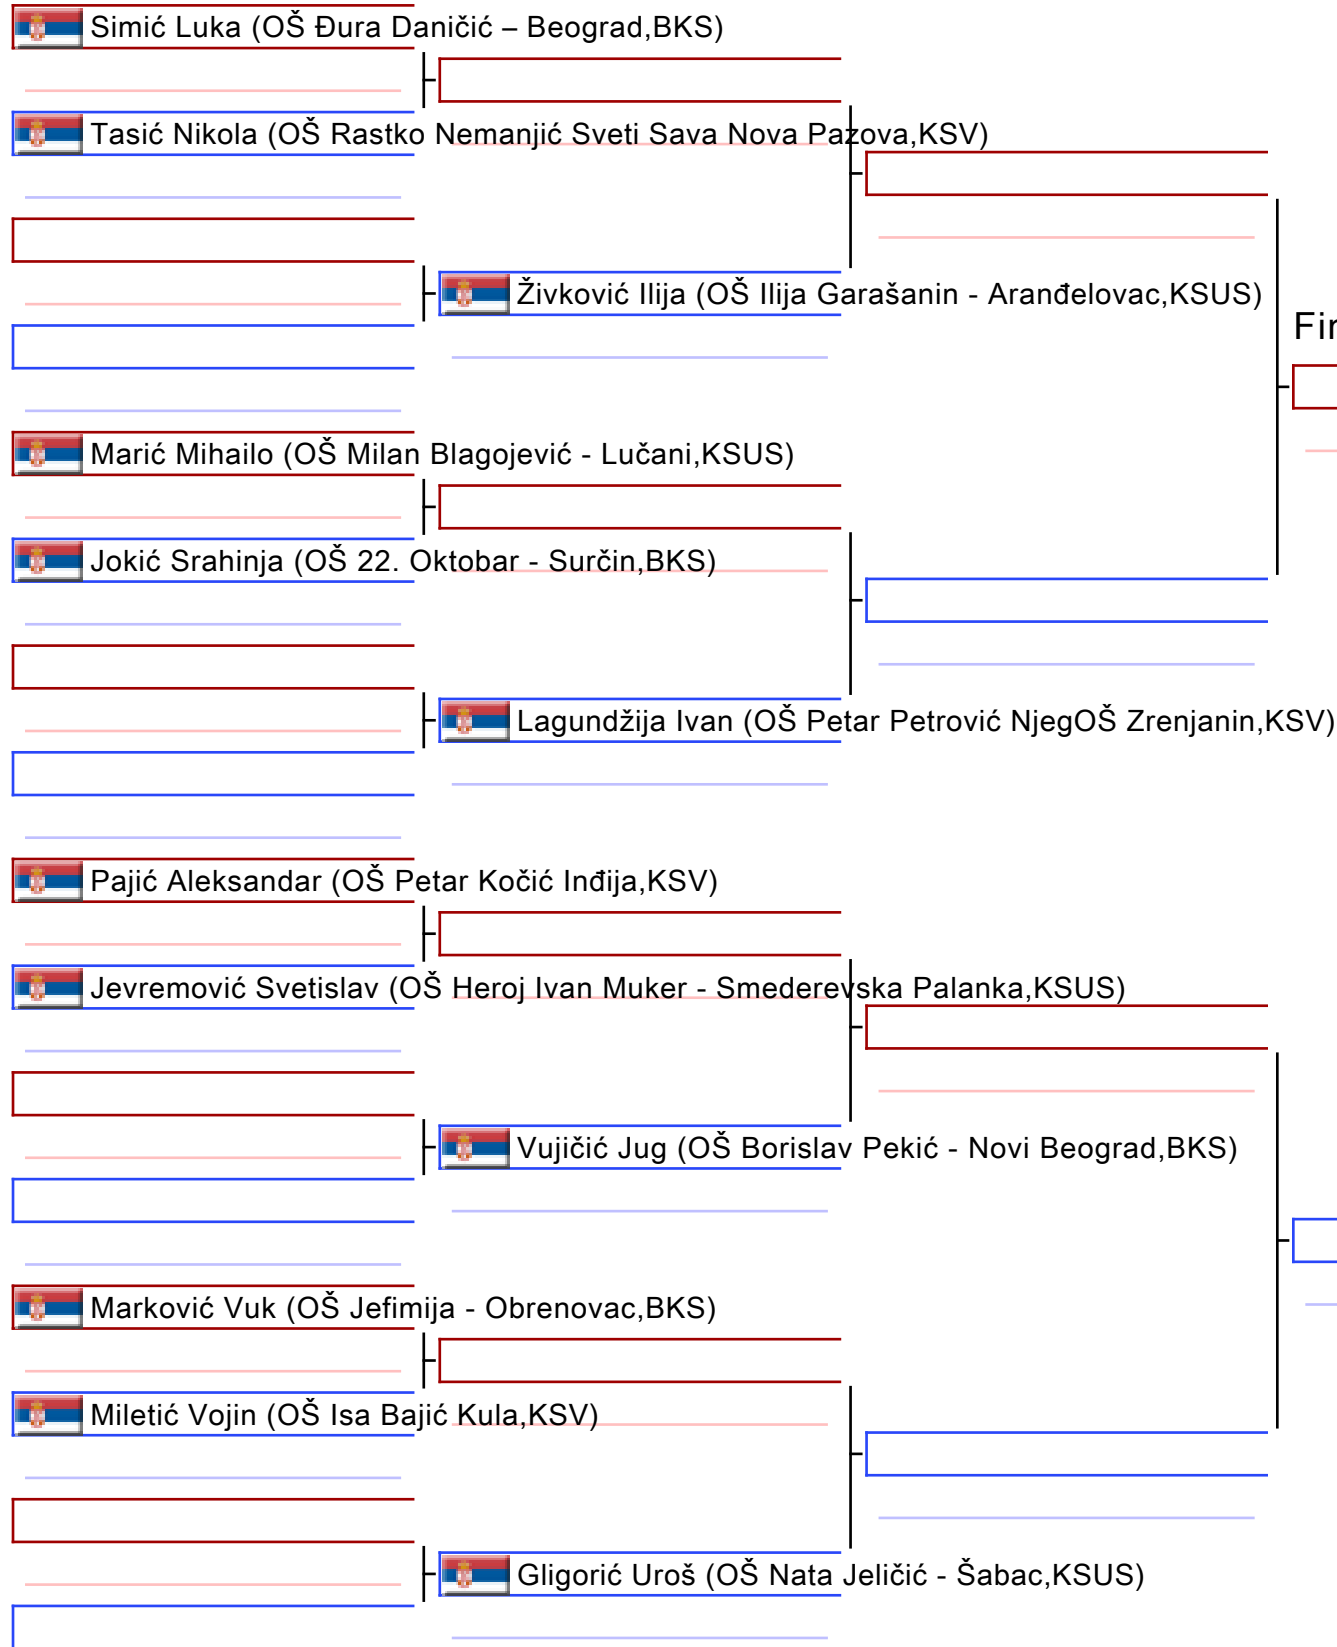 Simić Luka (OŠ Đura Daničić – Beograd,BKS)
Tasić Nikola (OŠ Rastko Nemanjić Sveti Sava Nova Pazova,KSV)
Živković Ilija (OŠ Ilija Garašanin - Aranđelovac,KSUS)
Marić Mihailo (OŠ Milan Blagojević - Lučani,KSUS)
Jokić Srahinja (OŠ 22. Oktobar - Surčin,BKS)
Lagundžija Ivan (OŠ Petar Petrović NjegOŠ Zrenjanin,KSV)
Pajić Aleksandar (OŠ Petar Kočić Inđija,KSV)
Jevremović Svetislav (OŠ Heroj Ivan Muker - Smederevska Palanka,KSUS)
Vujičić Jug (OŠ Borislav Pekić - Novi Beograd,BKS)
Marković Vuk (OŠ Jefimija - Obrenovac,BKS)
Miletić Vojin (OŠ Isa Bajić Kula,KSV)
Gligorić Uroš (OŠ Nata Jeličić - Šabac,KSUS)